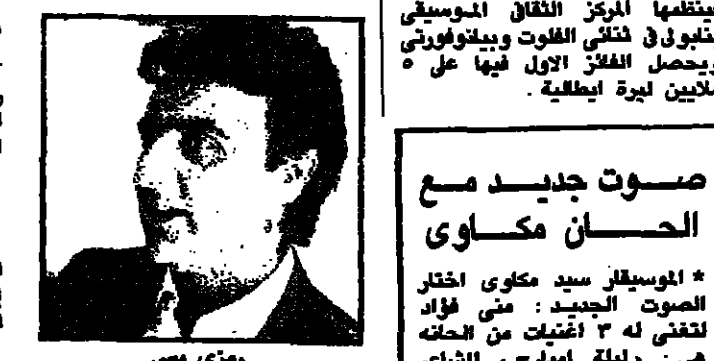 ينظمها المركز الثقافى الموسيقى
بنابولى فى ثنائى الفلوت وبيانوفورتى
ويحصل الفائز الاول فيها على ٥
ملايين ليرة ايطالية .
صوت جديد مع
الحان مكاوى
* الموسيقار سيد مكاوى اختار
الصوت الجديد : منى فؤاد
لتغنى له ٣ اغنيات من الحانه